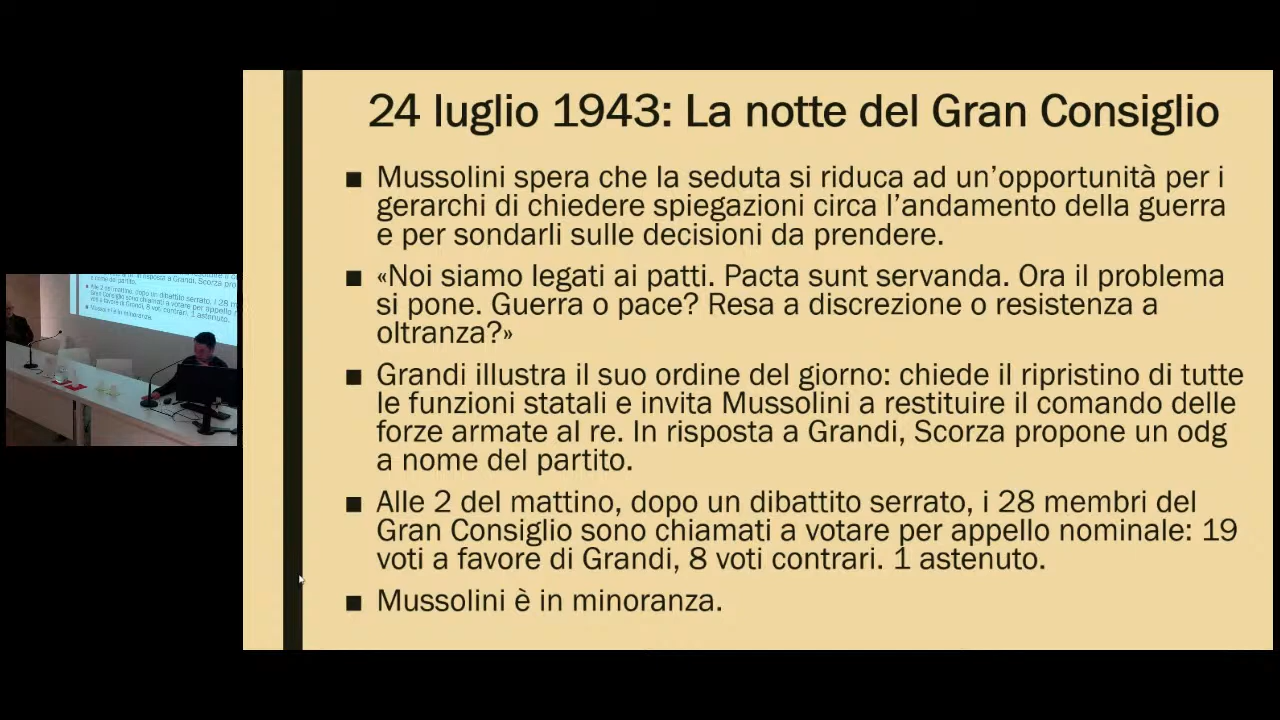 24 luglio 1943: La notte del Gran Consiglio
■ Mussolini spera che la seduta si riduca ad un’opportunità per i
gerarchi di chiedere spiegazioni circa l’andamento della guerra
e per sondarli sulle decisioni da prendere.
■ «Noi siamo legati ai patti. Pacta sunt servanda. Ora il problema
si pone. Guerra o pace? Resa a discrezione o resistenza a
oltranza?»
■ Grandi illustra il suo ordine del giorno: chiede il ripristino di tutte
le funzioni statali e invita Mussolini a restituire il comando delle
forze armate al re. In risposta a Grandi, Scorza propone un odg
a nome del partito.
■ Alle 2 del mattino, dopo un dibattito serrato, i 28 membri del
Gran Consiglio sono chiamati a votare per appello nominale: 19
voti a favore di Grandi, 8 voti contrari. 1 astenuto.
■ Mussolini è in minoranza.